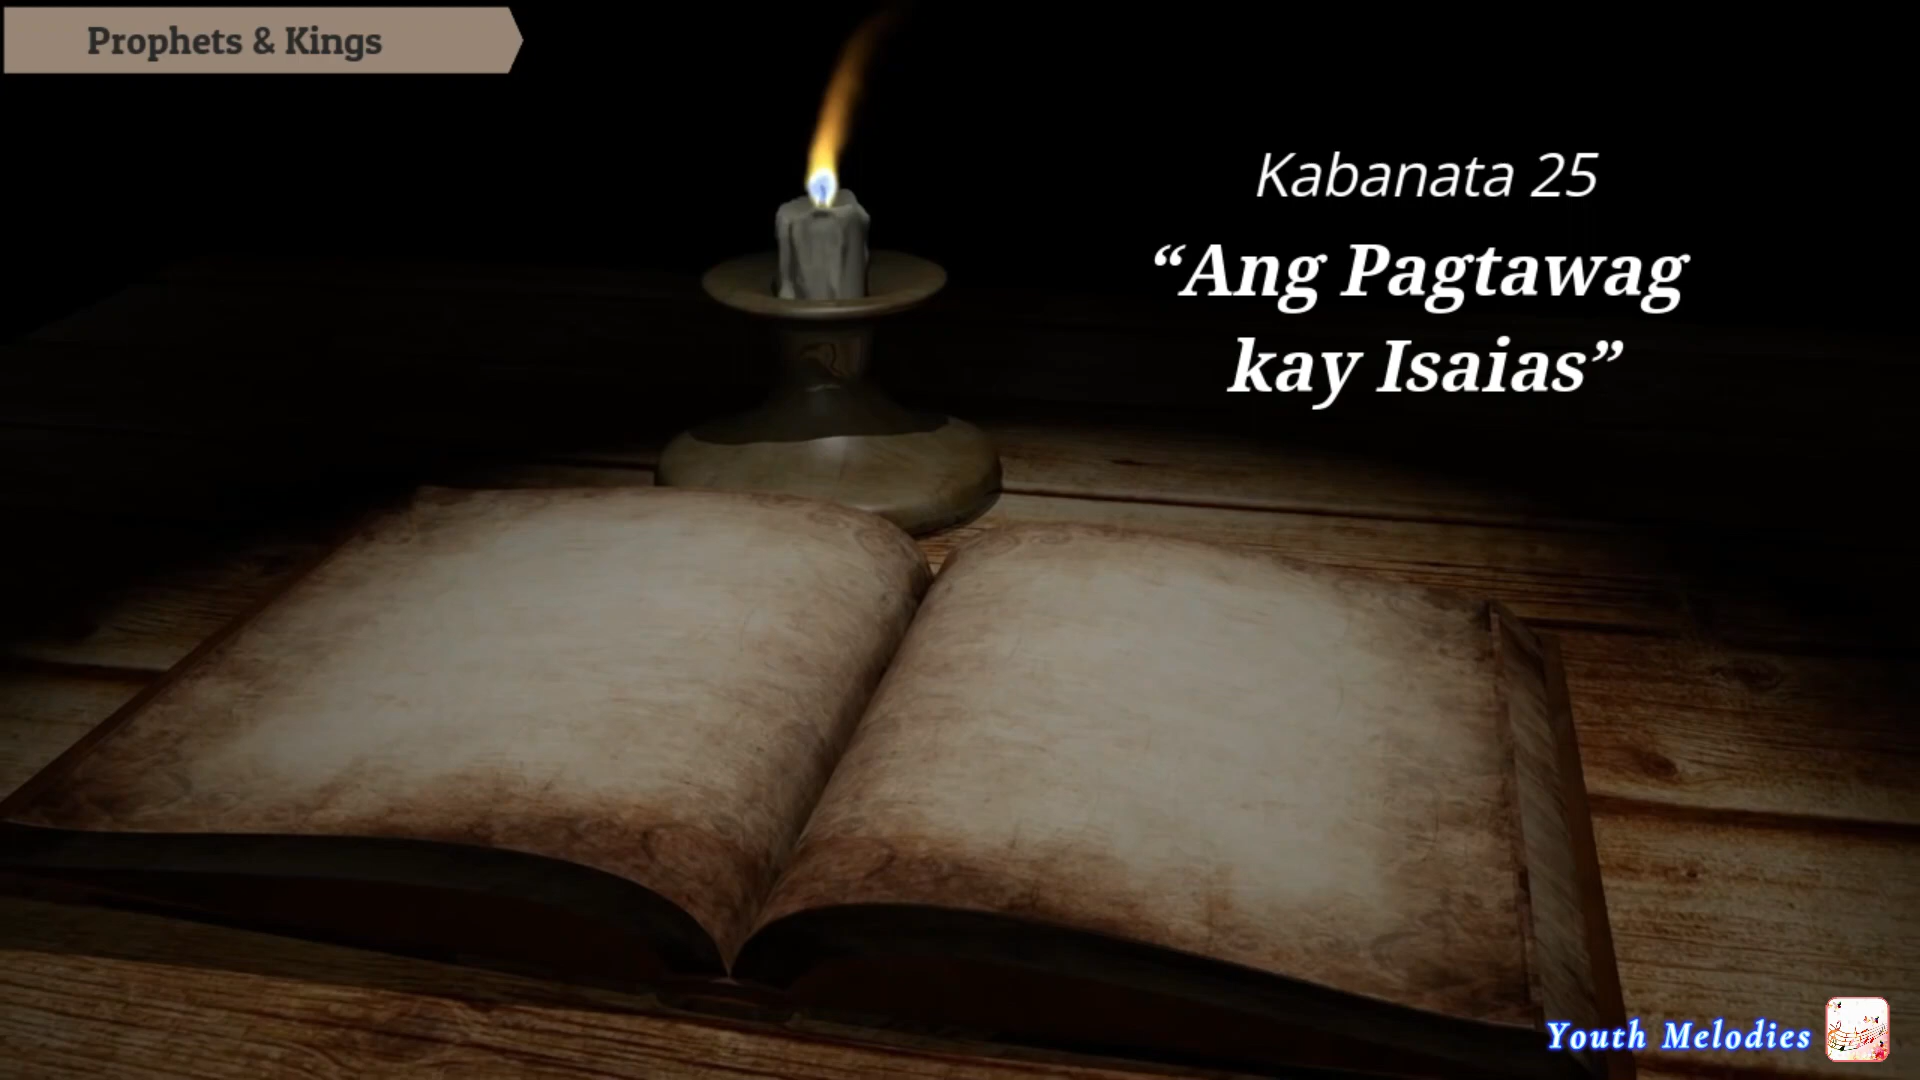 Prophets & Kings
Kabanata 25
“Ang Pagtawag
kay Isaias”
Youth Melodies